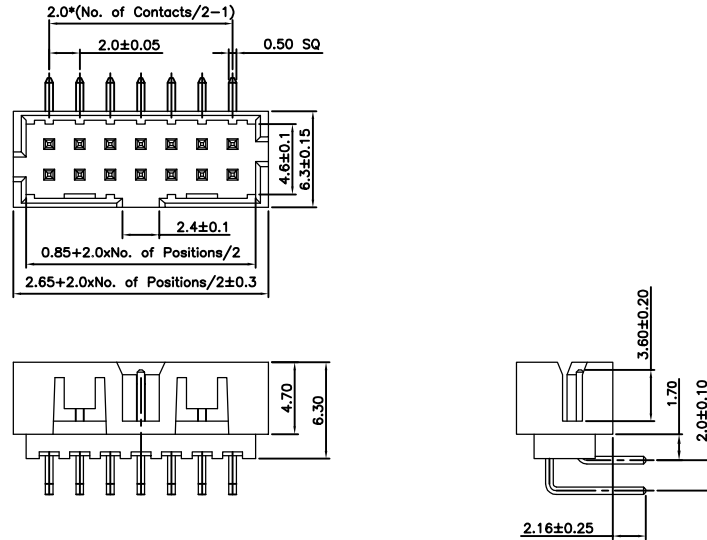 2.0*(No. of Contacts/2-1)
2.0±0.05
0.50 SQ
4.6±0.1
6.3±0.15
2.4±0.1
0.85+2.0xNo. of Positions/2
2.65+2.0xNo. of Positions/2±0.3
4.70
6.30
3.60±0.20
1.70
2.0±0.10
2.16±0.25